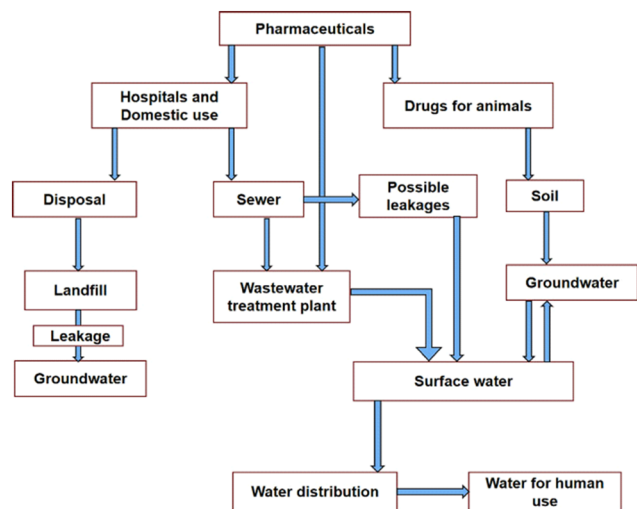 Pharmaceuticals
Hospitals and
Domestic use
Drugs for animals
Disposal
Sewer
Possible
leakages
Soil
Landfill
Wastewater
treatment plant
Groundwater
Leakage
Groundwater
Surface water
Water distribution
Water for human
use